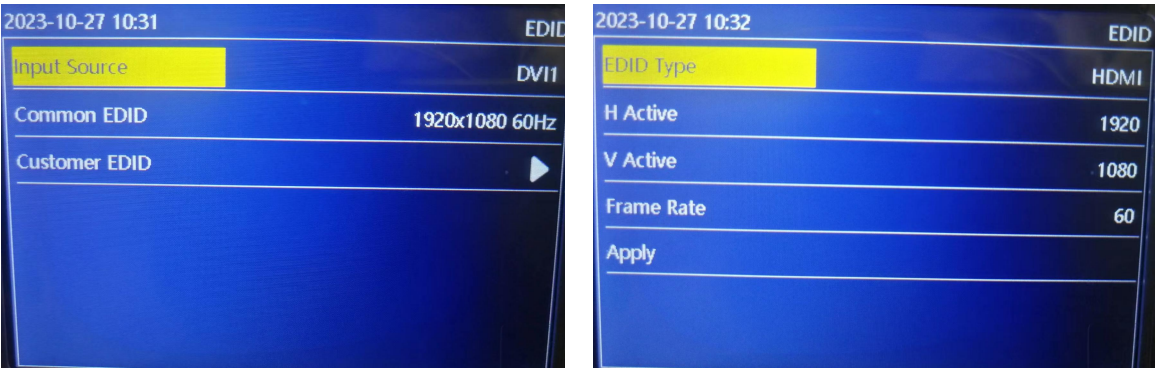 2023-10-27 10:31 EDID
Input Source DVI1
Common EDID 1920x1080 60Hz
Customer EDID
2023-10-27 10:32 EDID
EDID Type HDMI
H Active 1920
V Active 1080
Frame Rate 60
Apply